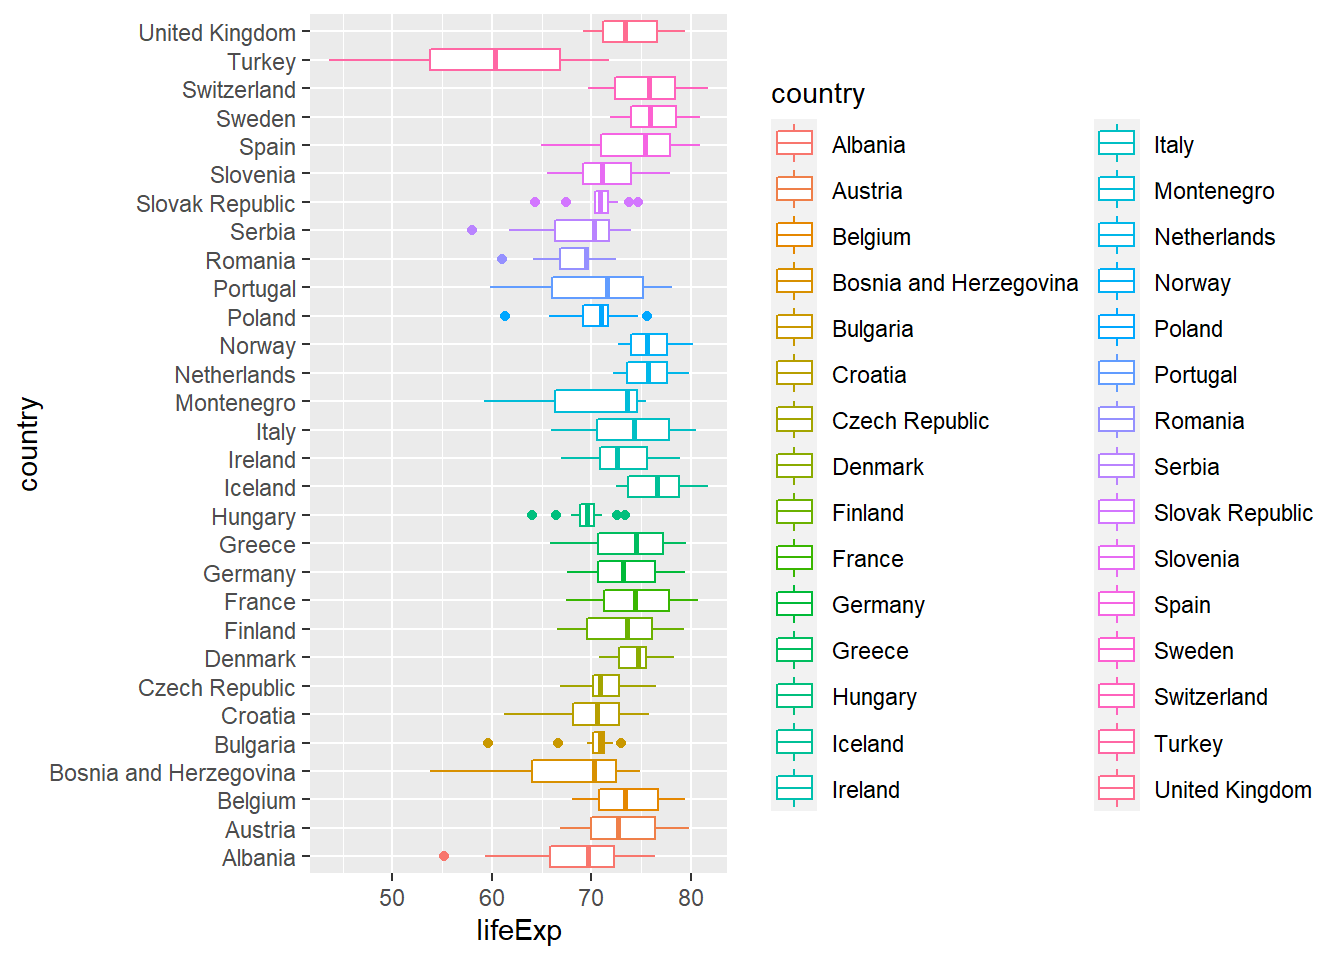 United Kingdom
Turkey
Switzerland
Sweden
Spain
Slovenia
Slovak Republic
Serbia
Romania
Portugal
Poland
Norway
Netherlands
Montenegro
Italy
Ireland
Iceland
Hungary
Greece
Germany
France
Finland
Denmark
Czech Republic
Croatia
Bulgaria
Bosnia and Herzegovina
Belgium
Austria
Albania
country
50 60 70 80
lifeExp
country
Albania
Austria
Belgium
Bosnia and Herzegovina
Bulgaria
Croatia
Czech Republic
Denmark
Finland
France
Germany
Greece
Hungary
Iceland
Ireland
Italy
Montenegro
Netherlands
Norway
Poland
Portugal
Romania
Serbia
Slovak Republic
Slovenia
Spain
Sweden
Switzerland
Turkey
United Kingdom